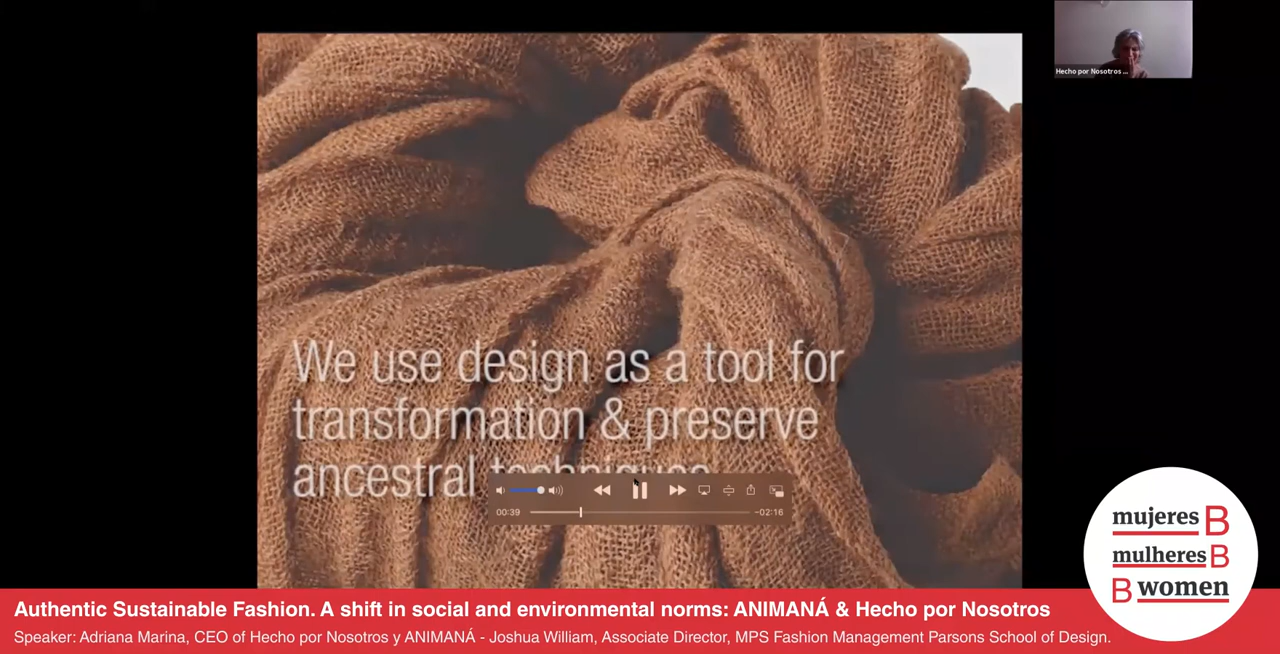 Hecho por Nosotros ...
We use design as a tool for
transformation & preserve
ancestral techniques
00:39
-02:16
mujeres B
mulheres B
B women
Authentic Sustainable Fashion. A shift in social and environmental norms: ANIMANÁ & Hecho por Nosotros
Speaker: Adriana Marina, CEO of Hecho por Nosotros y ANIMANÁ - Joshua William, Associate Director, MPS Fashion Management Parsons School of Design.